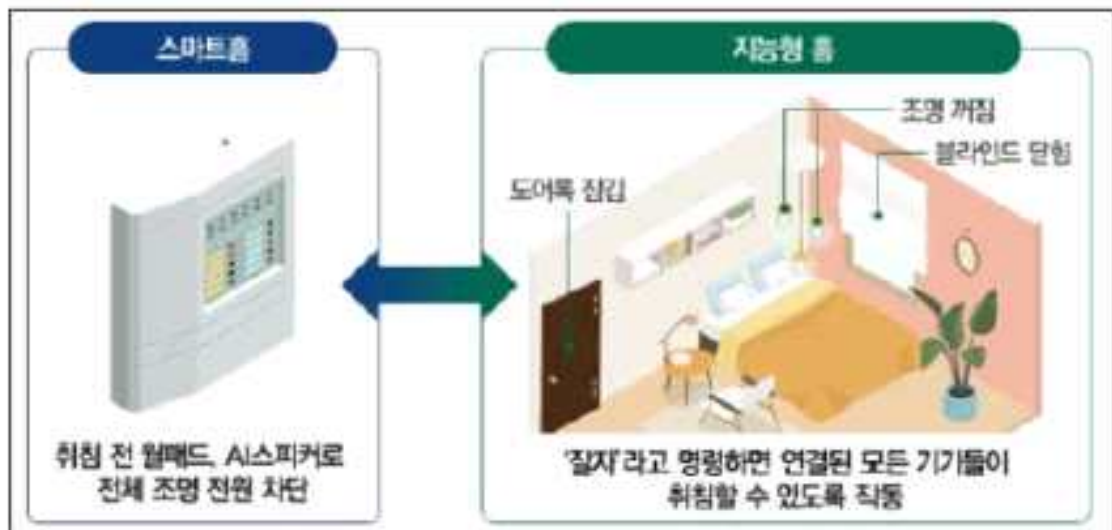 스마트홈
지능형 홈
조명 꺼짐
블라인드 닫힘
도어록 잠김
취침 전 월패드, AI스피커로
전체 조명 전원 차단
'잘자'라고 명령하면 연결된 모든 기기들이
취침할 수 있도록 작동